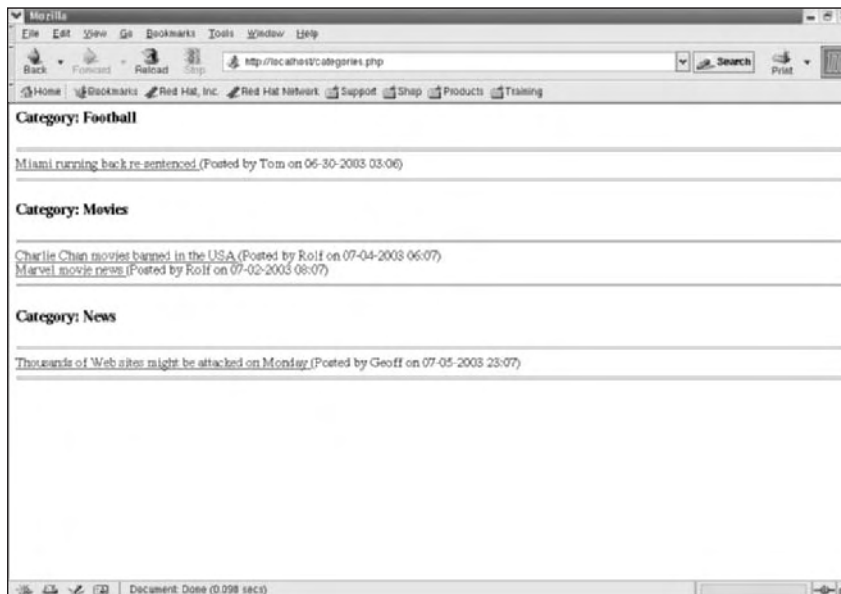 Mozilla
File Edit View Go Bookmarks Tools Window Help
Back Forward Reload Stop http://localhost/categories.php Search Print
Home Bookmarks Red Hat, Inc. Red Hat Network Support Shop Products Training
Category: Football
Miami running back re-sentenced (Posted by Tom on 06-30-2003 03:06)
Category: Movies
Charlie Chan movies banned in the USA (Posted by Rolf on 07-04-2003 06:07)
Marvel movie news (Posted by Rolf on 07-02-2003 08:07)
Category: News
Thousands of Web sites might be attacked on Monday (Posted by Geoff on 07-05-2003 23:07)
Document: Done (0.098 secs)